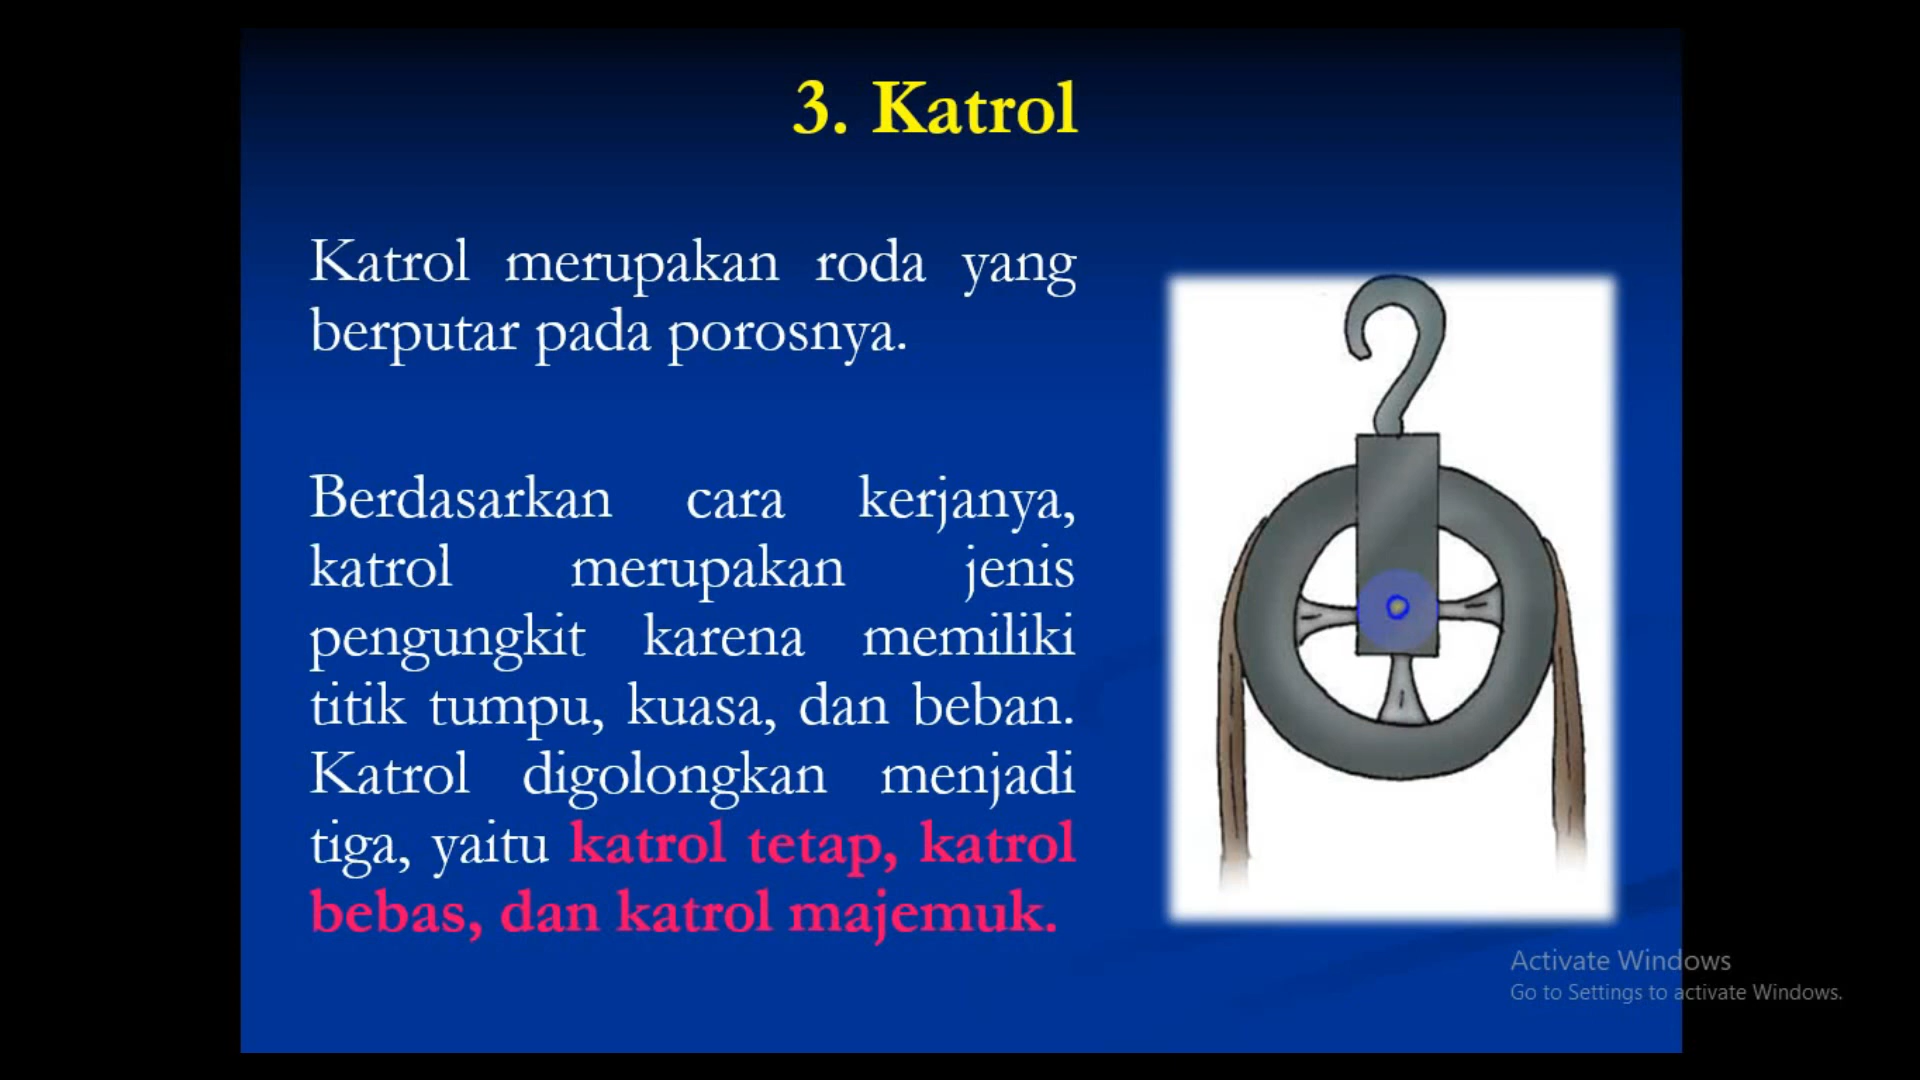 3. Katrol
Katrol merupakan roda yang
berputar pada porosnya.
Berdasarkan cara kerjanya,
katrol merupakan jenis
pengungkit karena memiliki
titik tumpu, kuasa, dan beban.
Katrol digolongkan menjadi
tiga, yaitu katrol tetap, katrol
bebas, dan katrol majemuk.
Activate Windows
Go to Settings to activate Windows.